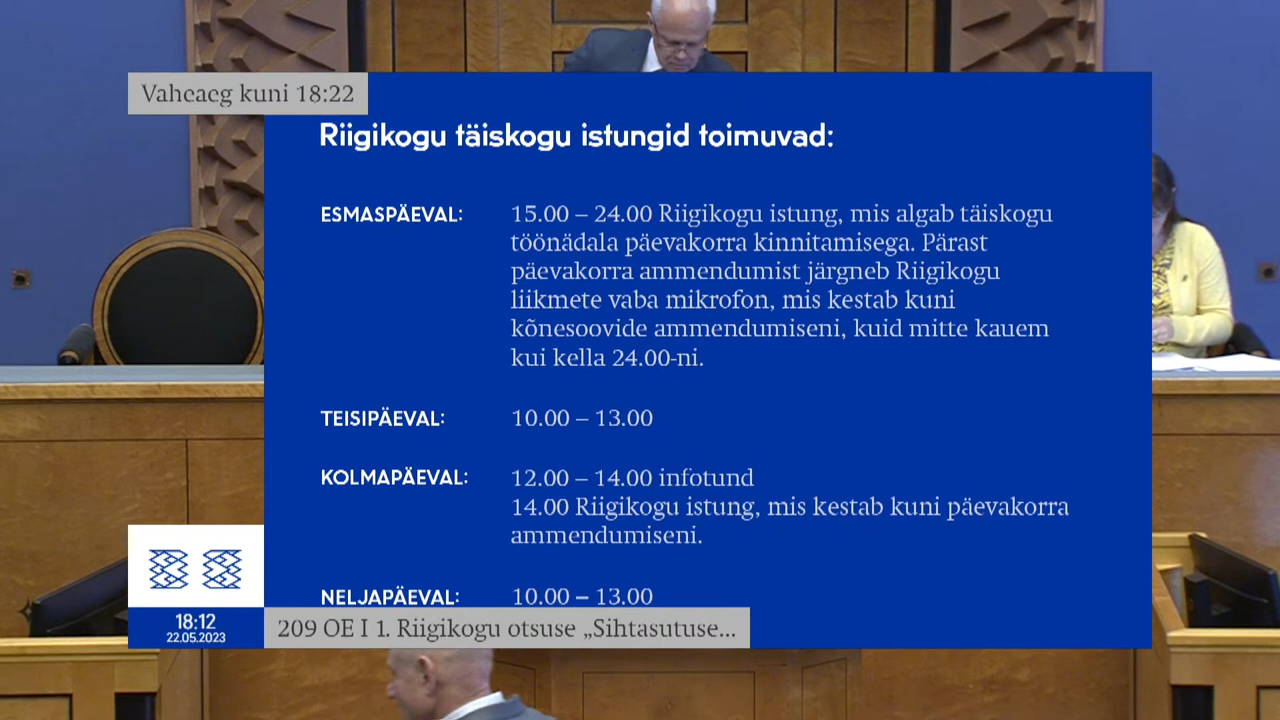 Vaheaeg kuni 18:22
Riigikogu täiskogu istungid toimuvad:
ESMASPÄEVAL:
15.00 – 24.00 Riigikogu istung, mis algab täiskogu
töönädala päevakorra kinnitamisega. Pärast
päevakorra ammendumist järgneb Riigikogu
liikmete vaba mikrofon, mis kestab kuni
kõnesoovide ammendumiseni, kuid mitte kauem
kui kella 24.00-ni.
TEISIPÄEVAL:
10.00 – 13.00
KOLMAPÄEVAL:
12.00 – 14.00 infotund
14.00 Riigikogu istung, mis kestab kuni päevakorra
ammendumiseni.
NELJAPÄEVAL:
10.00 – 13.00
18:12
22.05.2023
209 OE I 1. Riigikogu otsuse „Sihtasutuse...